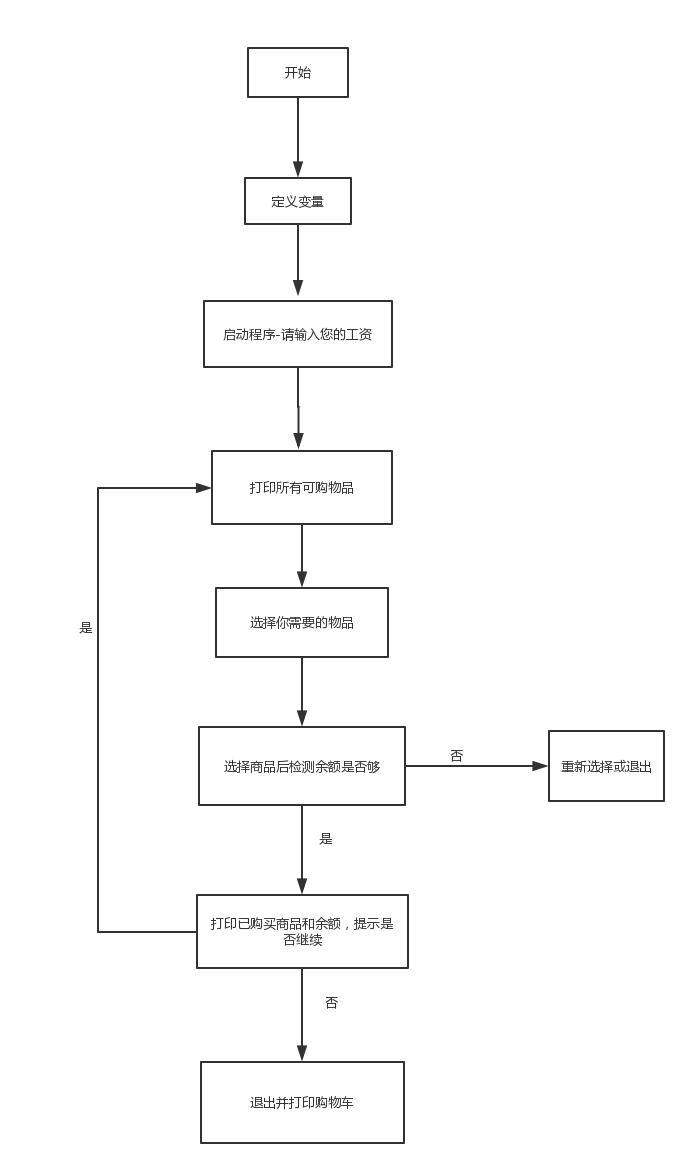 开始
定义变量
启动程序-请输入您的工资
打印所有可购物品
是
选择你需要的物品
选择商品后检测余额是否够
否
重新选择或退出
是
打印已购买商品和余额，提示是
否继续
否
退出并打印购物车